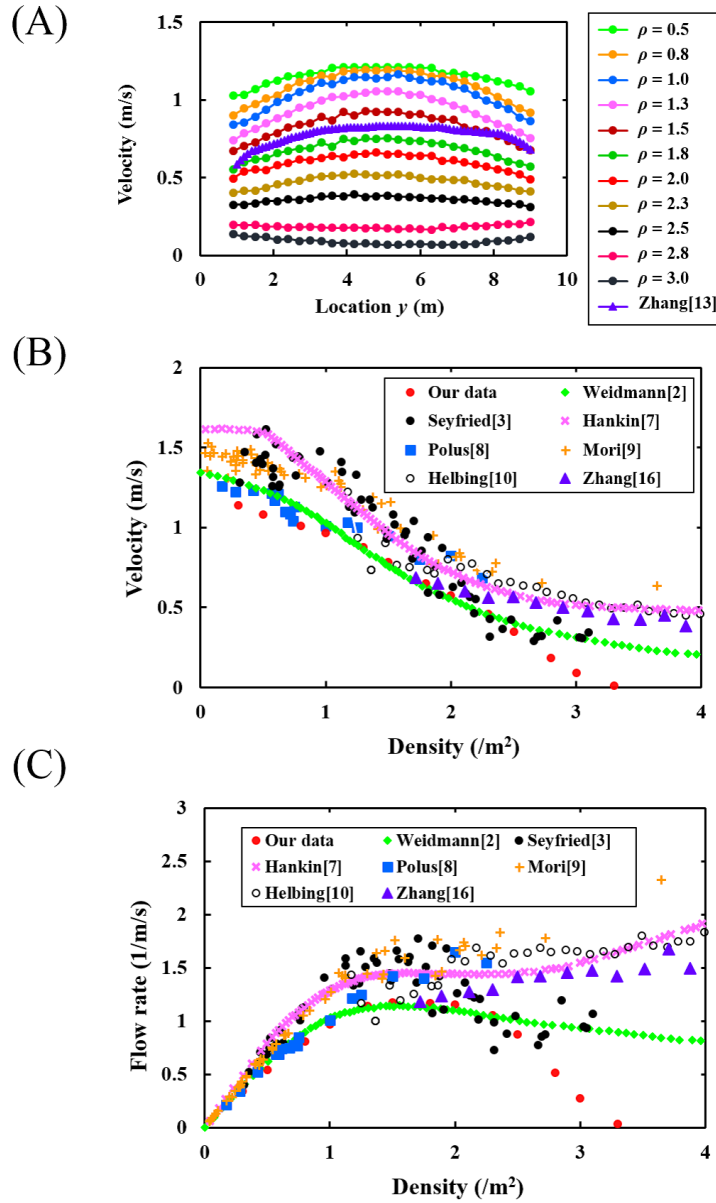 (A)
1.5
1
0.5
0
Velocity (m/s)
0 2 4 6 8 10
Location y (m)
ρ = 0.5
ρ = 0.8
ρ = 1.0
ρ = 1.3
ρ = 1.5
ρ = 1.8
ρ = 2.0
ρ = 2.3
ρ = 2.5
ρ = 2.8
ρ = 3.0
Zhang[13]
(B)
2
1.5
1
0.5
0
Velocity (m/s)
Our data Weidmann[2]
Seyfried[3] Hankin[7]
Polus[8] Mori[9]
Helbing[10] Zhang[16]
0 1 2 3 4
Density (/m²)
(C)
3
2.5
2
1.5
1
0.5
0
Flow rate (1/m/s)
Our data Weidmann[2] Seyfried[3]
Hankin[7] Polus[8] Mori[9]
Helbing[10] Zhang[16]
0 1 2 3 4
Density (/m²)